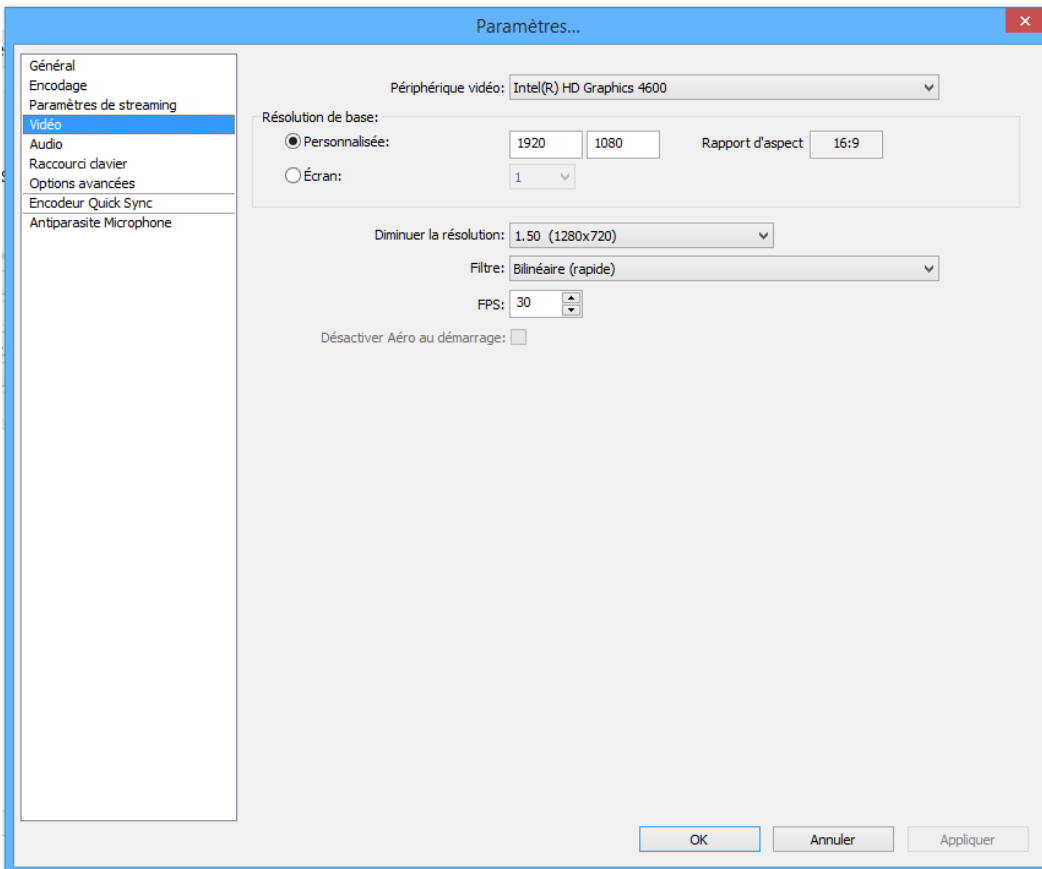 Paramètres...
Général
Encodage
Paramètres de streaming
Vidéo
Audio
Raccourci clavier
Options avancées
Encodeur Quick Sync
Antiparasite Microphone
Périphérique vidéo: Intel(R) HD Graphics 4600
Résolution de base:
Personnalisée: 1920 1080 Rapport d'aspect 16:9
Écran: 1
Diminuer la résolution: 1.50 (1280x720)
Filtre: Bilinéaire (rapide)
FPS: 30
Désactiver Aéro au démarrage:
OK Annuler Appliquer